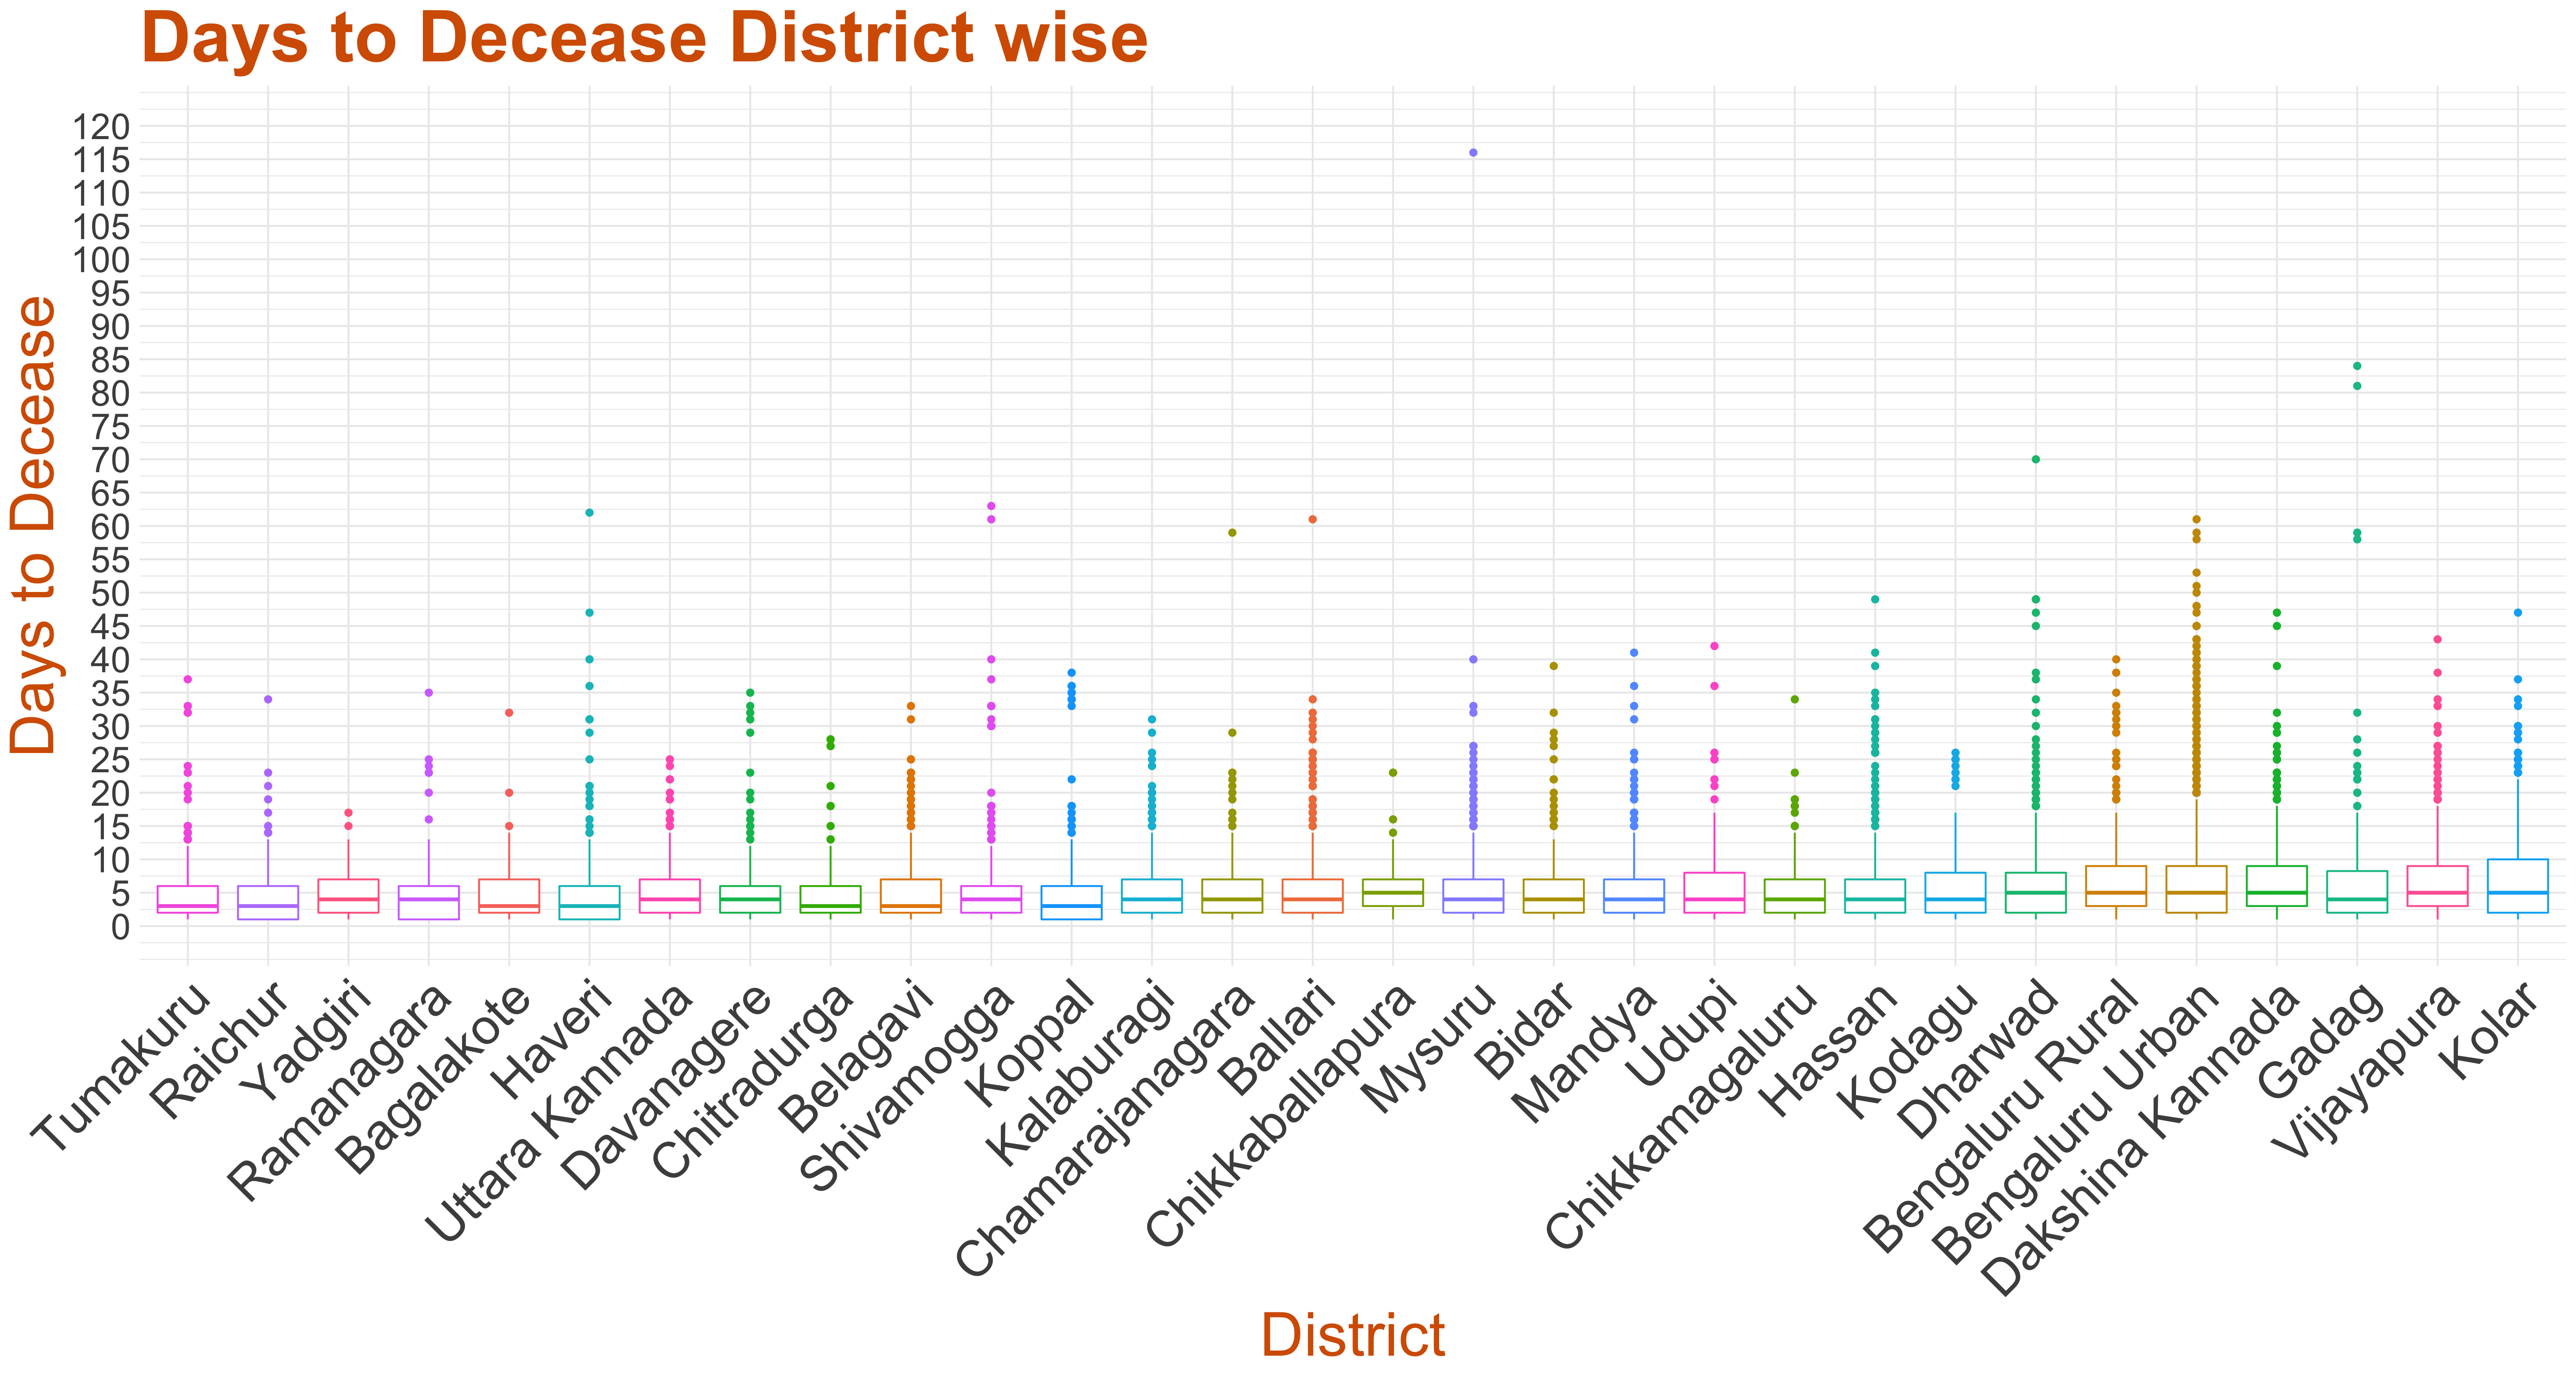 Days to Decease District wise
Days to Decease
120
115
110
105
100
95
90
85
80
75
70
65
60
55
50
45
40
35
30
25
20
15
10
5
0
Tumakuru
Raichur
Yadgiri
Ramanagara
Bagalakote
Haveri
Uttara Kannada
Davanagere
Chitradurga
Belagavi
Shivamogga
Koppal
Kalaburagi
Chamarajanagara
Ballari
Chikkaballapura
Mysuru
Bidar
Mandya
Udupi
Chikkamagaluru
Hassan
Kodagu
Dharwad
Bengaluru Rural
Bengaluru Urban
Dakshina Kannada
Gadag
Vijayapura
Kolar
District